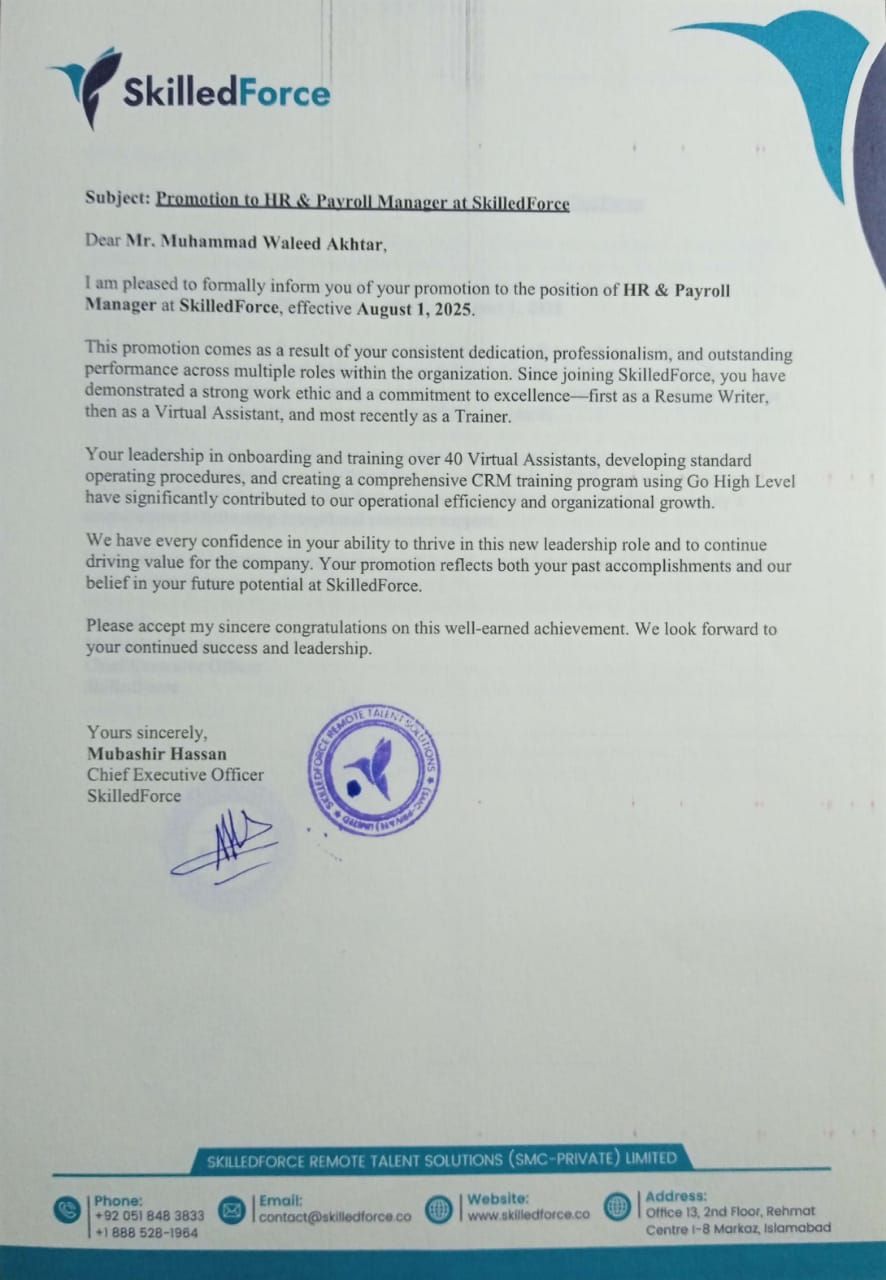 SkilledForce
Subject: Promotion to HR & Payroll Manager at SkilledForce
Dear Mr. Muhammad Waleed Akhtar,
I am pleased to formally inform you of your promotion to the position of HR & Payroll
Manager at SkilledForce, effective August 1, 2025.
This promotion comes as a result of your consistent dedication, professionalism, and outstanding
performance across multiple roles within the organization. Since joining SkilledForce, you have
demonstrated a strong work ethic and a commitment to excellence—first as a Resume Writer,
then as a Virtual Assistant, and most recently as a Trainer.
Your leadership in onboarding and training over 40 Virtual Assistants, developing standard
operating procedures, and creating a comprehensive CRM training program using Go High Level
have significantly contributed to our operational efficiency and organizational growth.
We have every confidence in your ability to thrive in this new leadership role and to continue
driving value for the company. Your promotion reflects both your past accomplishments and our
belief in your future potential at SkilledForce.
Please accept my sincere congratulations on this well-earned achievement. We look forward to
your continued success and leadership.
Yours sincerely,
Mubashir Hassan
Chief Executive Officer
SkilledForce
SKILLEDFORCE REMOTE TALENT SOLUTIONS ★ (SMC-PRIVATE) LIMITED ★
SKILLEDFORCE REMOTE TALENT SOLUTIONS (SMC-PRIVATE) LIMITED
Phone:
+92 051 848 3833
+1 888 528-1964
Email:
contact@skilledforce.co
Website:
www.skilledforce.co
Address:
Office 13, 2nd Floor, Rehmat
Centre I-8 Markaz, Islamabad